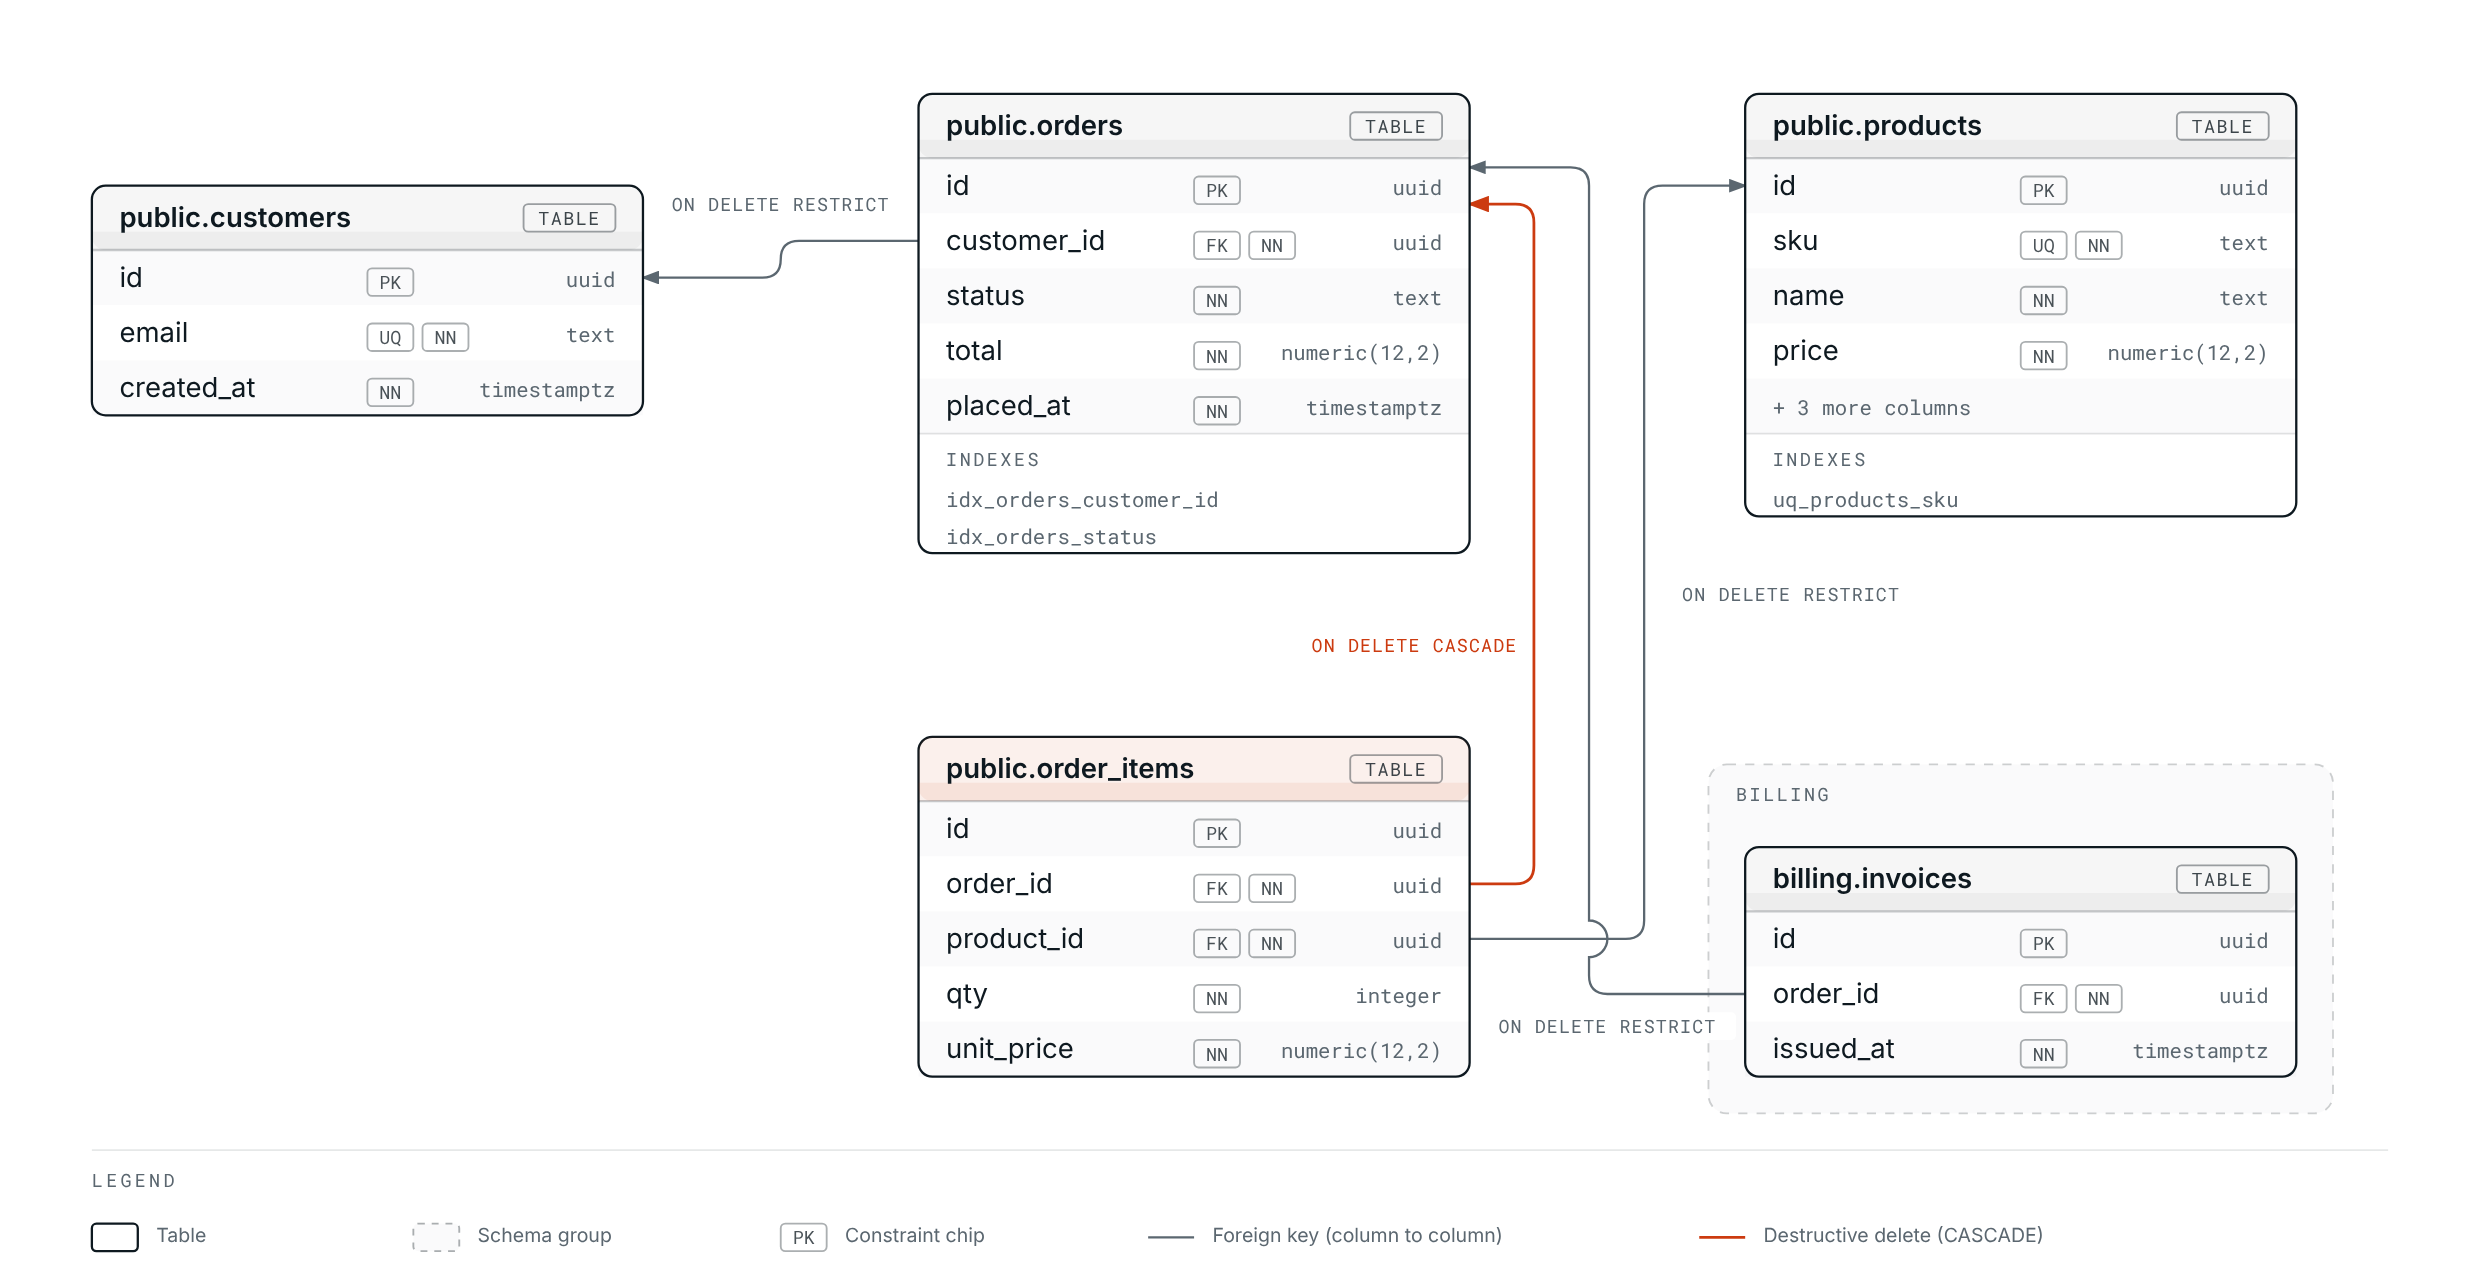 public.customers TABLE
id PK uuid
email UQ NN text
created_at NN timestamptz
ON DELETE RESTRICT
public.orders TABLE
id PK uuid
customer_id FK NN uuid
status NN text
total NN numeric(12,2)
placed_at NN timestamptz
INDEXES
idx_orders_customer_id
idx_orders_status
public.products TABLE
id PK uuid
sku UQ NN text
name NN text
price NN numeric(12,2)
+ 3 more columns
INDEXES
uq_products_sku
ON DELETE RESTRICT
ON DELETE CASCADE
public.order_items TABLE
id PK uuid
order_id FK NN uuid
product_id FK NN uuid
qty NN integer
unit_price NN numeric(12,2)
ON DELETE RESTRICT
BILLING
billing.invoices TABLE
id PK uuid
order_id FK NN uuid
issued_at NN timestamptz
LEGEND
Table
Schema group
PK Constraint chip
Foreign key (column to column)
Destructive delete (CASCADE)